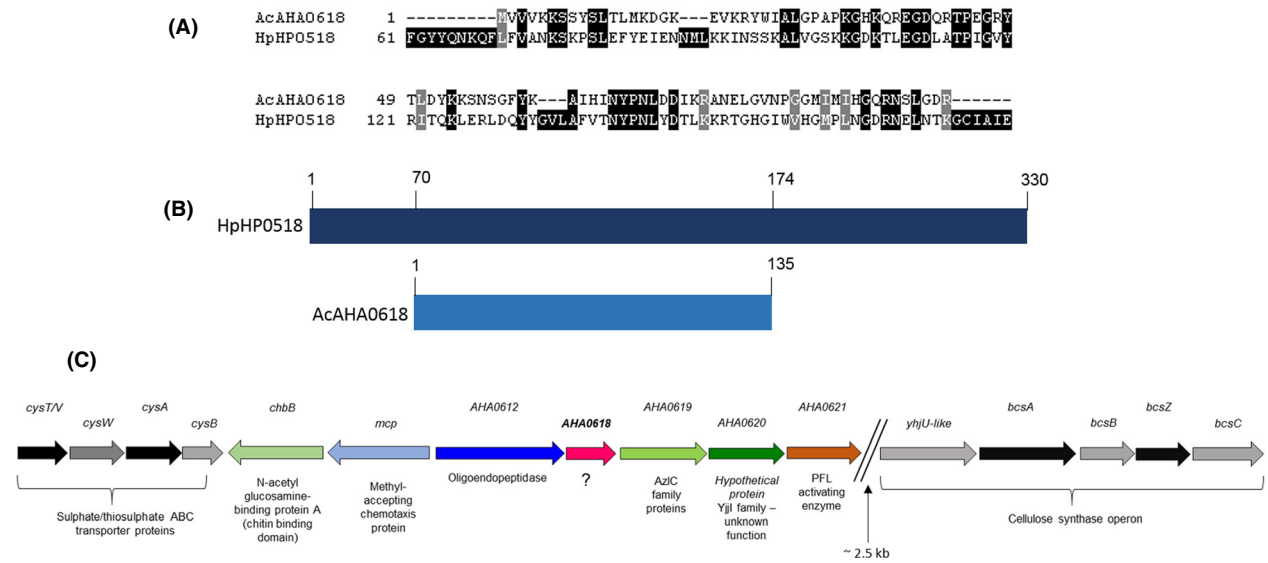 (A)
AcAHA0618 1 ---------MVVVKKSSYSLTLMKDGK---EVKRYWIALGPAPKGHKQREGDQRTPEGRY
HpHP0518 61 FGYYQNKQFLFVANKSKPSLEFYEIENNMLKKINSSKALVGSKKGDKTLEGDLATPIGVY
AcAHA0618 49 TLDYKKSNSGFYK---AIHINYPNLDDIKRANELGVNPGGMIMIHGQRNSLGDR------
HpHP0518 121 RITQKLERLDQYYGVLAFVTNYPNLYDTLKKRTGHGIWVHGMPLNGDRNELNTKGCIAIE
(B)
1 70 174 330
HpHP0518
1 135
AcAHA0618
(C)
cysT/V cysW cysA cysB chbB mcp AHA0612 AHA0618 AHA0619 AHA0620 AHA0621 yhjU-like bcsA bcsB bcsZ bcsC
Sulphate/thiosulphate ABC
transporter proteins
N-acetyl
glucosamine-
binding protein A
(chitin binding
domain)
Methyl-
accepting
chemotaxis
protein
Oligoendopeptidase
?
AzlC
family
proteins
Hypothetical
protein
YjjI family –
unknown
function
PFL
activating
enzyme
~ 2.5 kb
Cellulose synthase operon